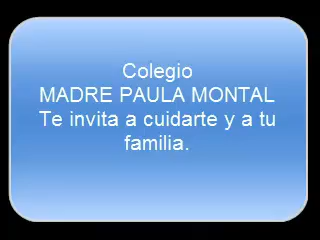 Colegio
MADRE PAULA MONTAL
Te invita a cuidarte y a tu
familia.